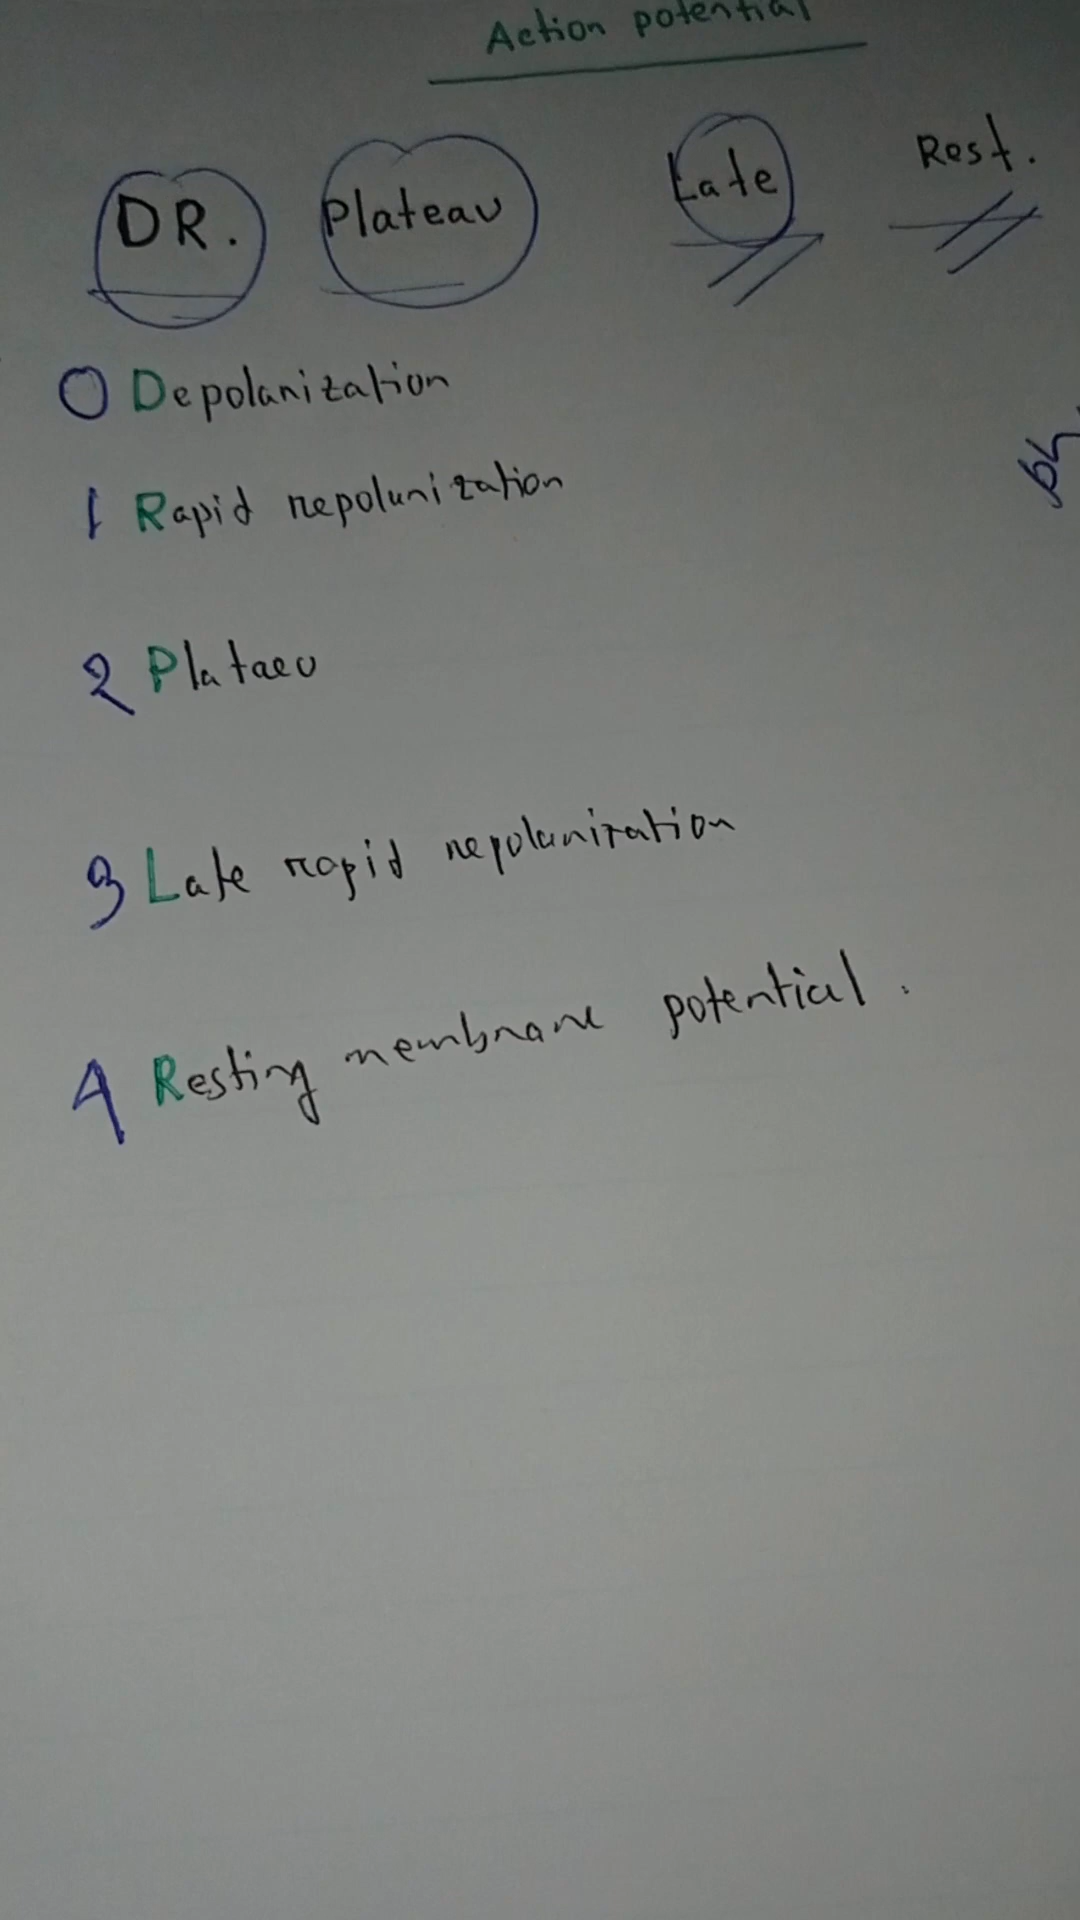 Action potential
DR. Plateau Late Rest.
0 Depolarization
1 Rapid repolarization
2 Plataeu
3 Late rapid repolarization
4 Resting membrane potential.